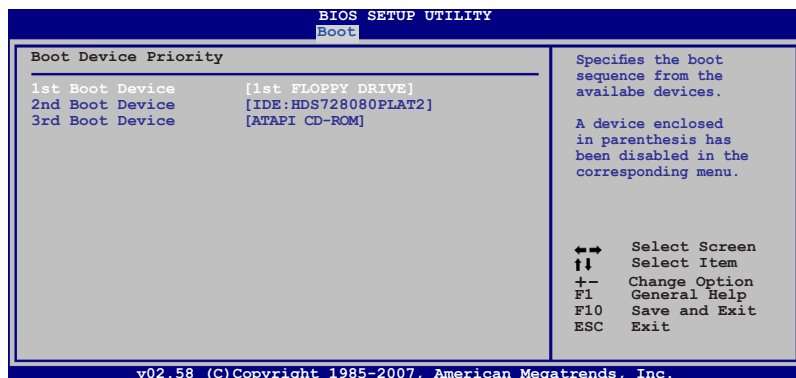 BIOS SETUP UTILITY
Boot
Boot Device Priority
1st Boot Device [1st FLOPPY DRIVE]
2nd Boot Device [IDE:HDS728080PLAT2]
3rd Boot Device [ATAPI CD-ROM]
Specifies the boot
sequence from the
availabe devices.
A device enclosed
in parenthesis has
been disabled in the
corresponding menu.
←→ Select Screen
↑↓ Select Item
+- Change Option
F1 General Help
F10 Save and Exit
ESC Exit
v02.58 (C)Copyright 1985-2007, American Megatrends, Inc.